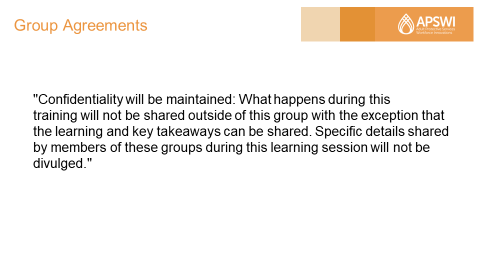 Group Agreements
APSWI
"Confidentiality will be maintained: What happens during this
training will not be shared outside of this group with the exception that
the learning and key takeaways can be shared. Specific details shared
by members of these groups during this learning session will not be
divulged."